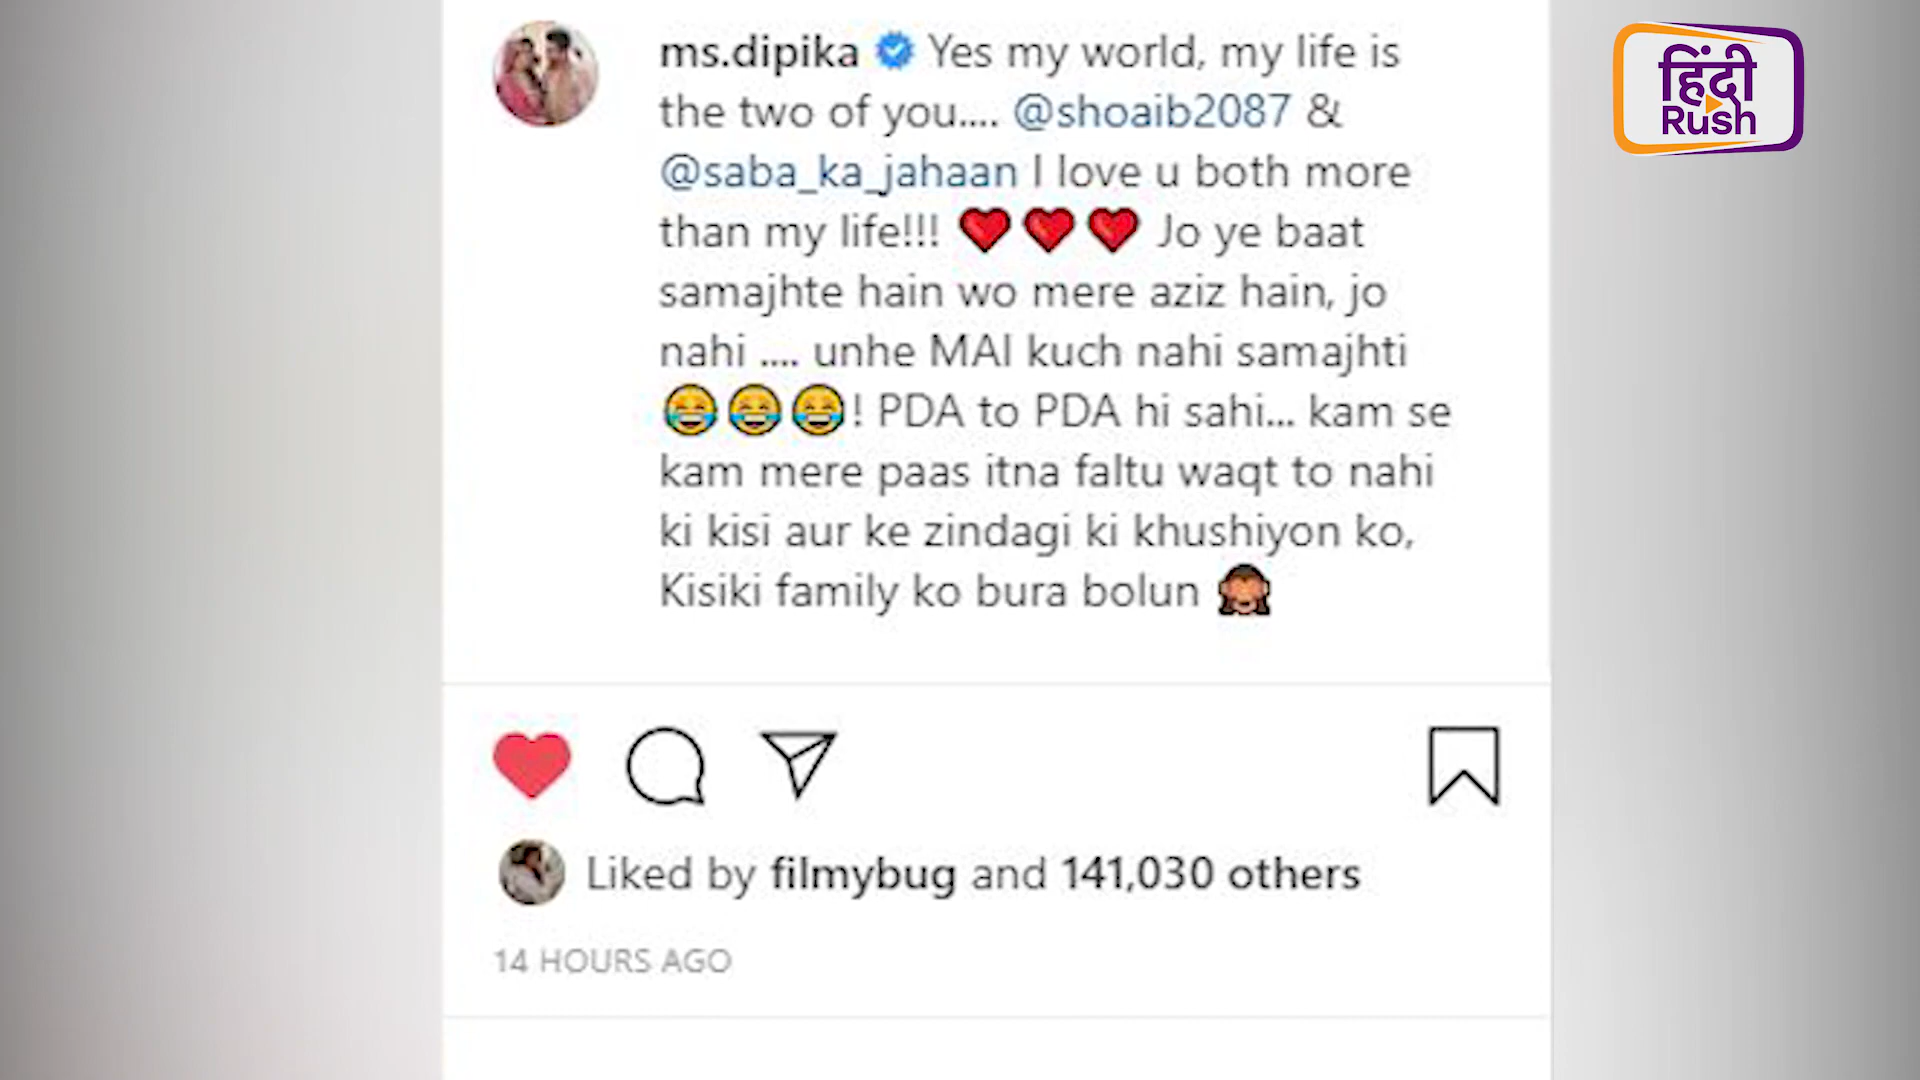 ms.dipika Yes my world, my life is
the two of you.... @shoaib2087 &
@saba_ka_jahaan I love u both more
than my life!!! ❤️❤️❤️ Jo ye baat
samajhte hain wo mere aziz hain, jo
nahi .... unhe MAI kuch nahi samajhti
😂😂😂! PDA to PDA hi sahi... kam se
kam mere paas itna faltu waqt to nahi
ki kisi aur ke zindagi ki khushiyon ko,
Kisiki family ko bura bolun 🙈
Liked by filmybug and 141,030 others
14 HOURS AGO
हिंदी
Rush